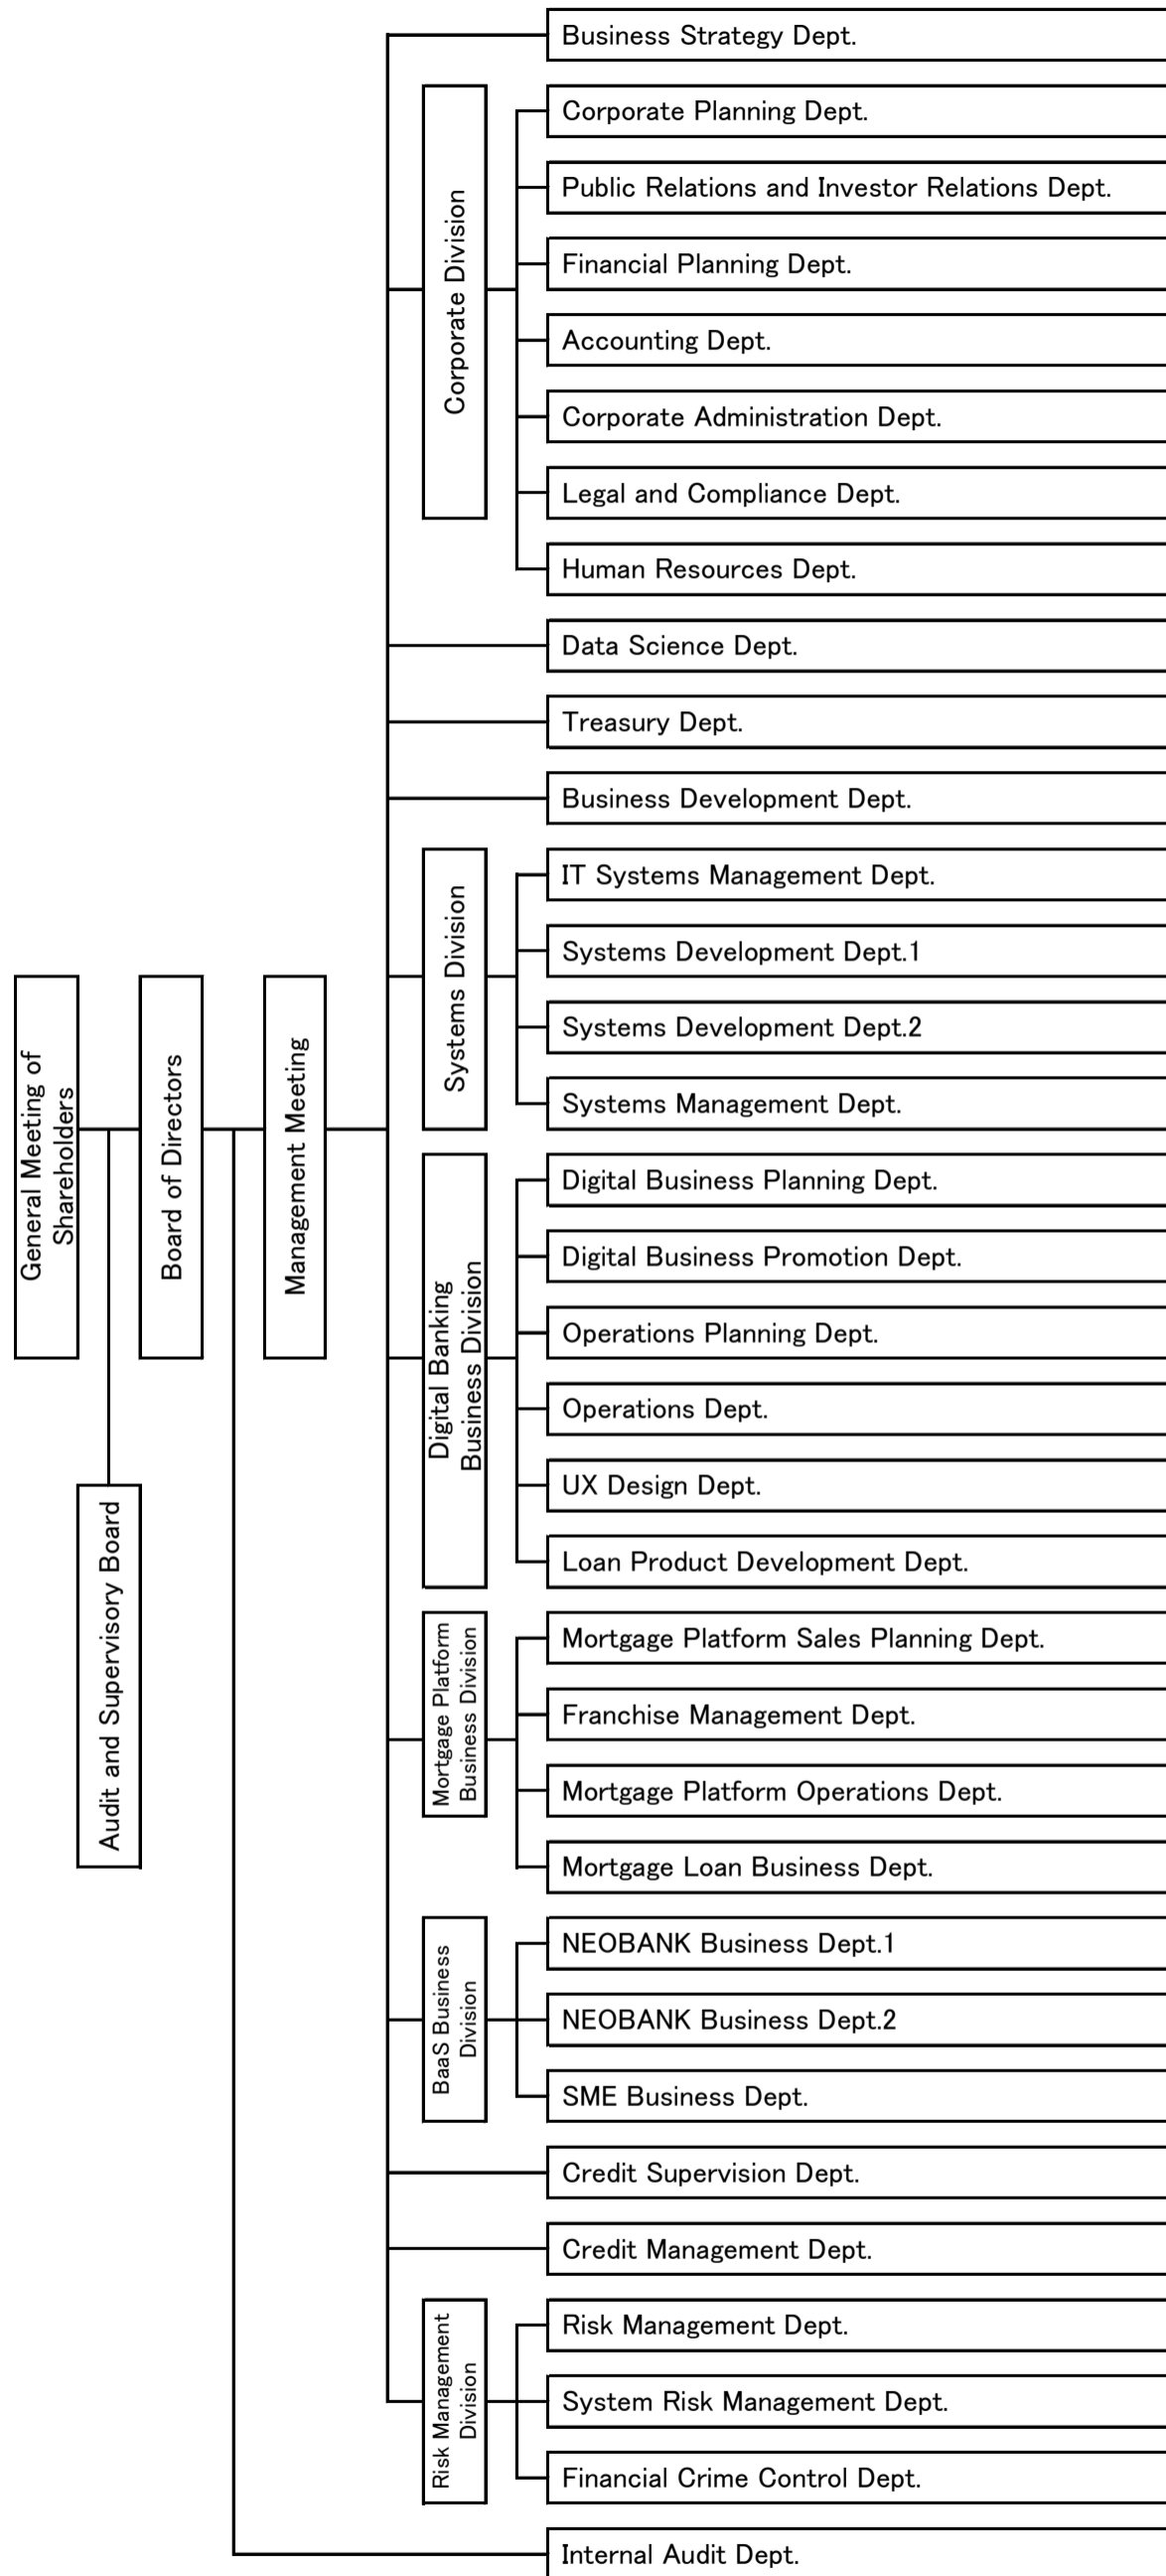 General Meeting of
Shareholders
Board of Directors
Audit and Supervisory Board
Management Meeting
Business Strategy Dept.
Corporate Division
Corporate Planning Dept.
Public Relations and Investor Relations Dept.
Financial Planning Dept.
Accounting Dept.
Corporate Administration Dept.
Legal and Compliance Dept.
Human Resources Dept.
Data Science Dept.
Treasury Dept.
Business Development Dept.
Systems Division
IT Systems Management Dept.
Systems Development Dept.1
Systems Development Dept.2
Systems Management Dept.
Digital Banking
Business Division
Digital Business Planning Dept.
Digital Business Promotion Dept.
Operations Planning Dept.
Operations Dept.
UX Design Dept.
Loan Product Development Dept.
Mortgage Platform
Business Division
Mortgage Platform Sales Planning Dept.
Franchise Management Dept.
Mortgage Platform Operations Dept.
Mortgage Loan Business Dept.
BaaS Business
Division
NEOBANK Business Dept.1
NEOBANK Business Dept.2
SME Business Dept.
Credit Supervision Dept.
Credit Management Dept.
Risk Management
Division
Risk Management Dept.
System Risk Management Dept.
Financial Crime Control Dept.
Internal Audit Dept.